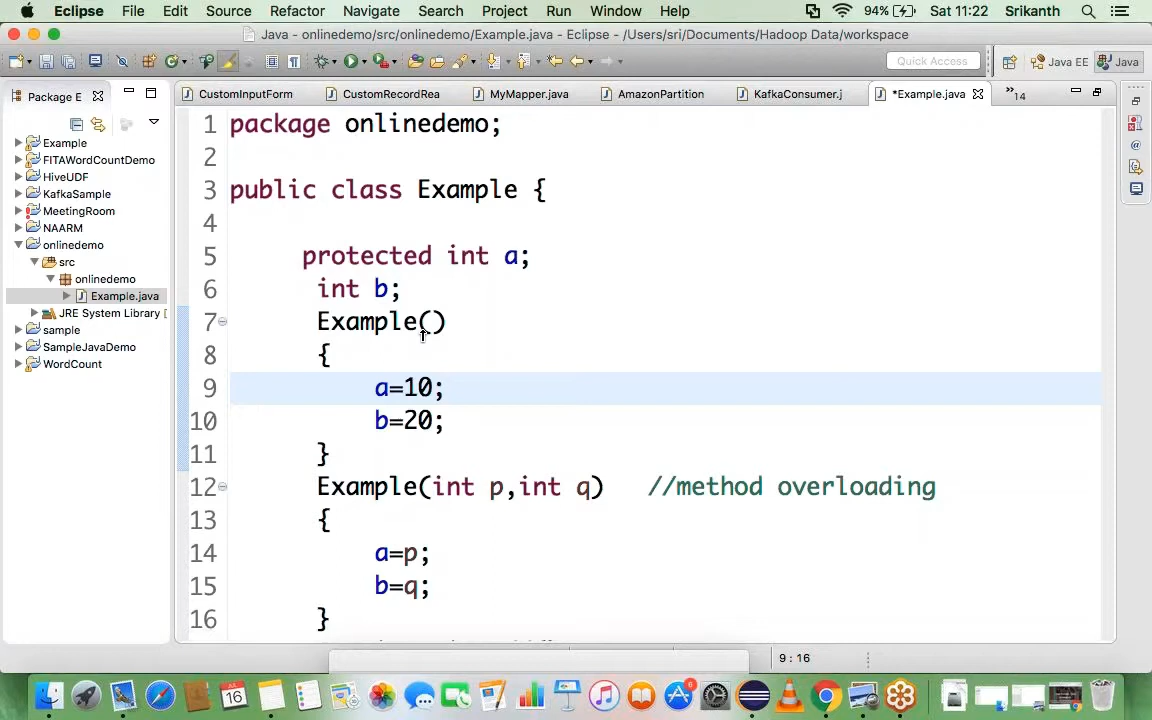 Eclipse File Edit Source Refactor Navigate Search Project Run Window Help 94% Sat 11:22 Srikanth
Java - onlinedemo/src/onlinedemo/Example.java - Eclipse - /Users/sri/Documents/Hadoop Data/workspace
Quick Access Java EE Java
Package E CustomInputForm CustomRecordRea MyMapper.java AmazonPartition KafkaConsumer.j *Example.java 14
Example
FITAWordCountDemo
HiveUDF
KafkaSample
MeetingRoom
NAARM
onlinedemo
src
onlinedemo
Example.java
JRE System Library [
sample
SampleJavaDemo
WordCount
1 package onlinedemo;
2
3 public class Example {
4
5 protected int a;
6 int b;
7 Example()
8 {
9 a=10;
10 b=20;
11 }
12 Example(int p,int q) //method overloading
13 {
14 a=p;
15 b=q;
16 }
9 : 16
16
6